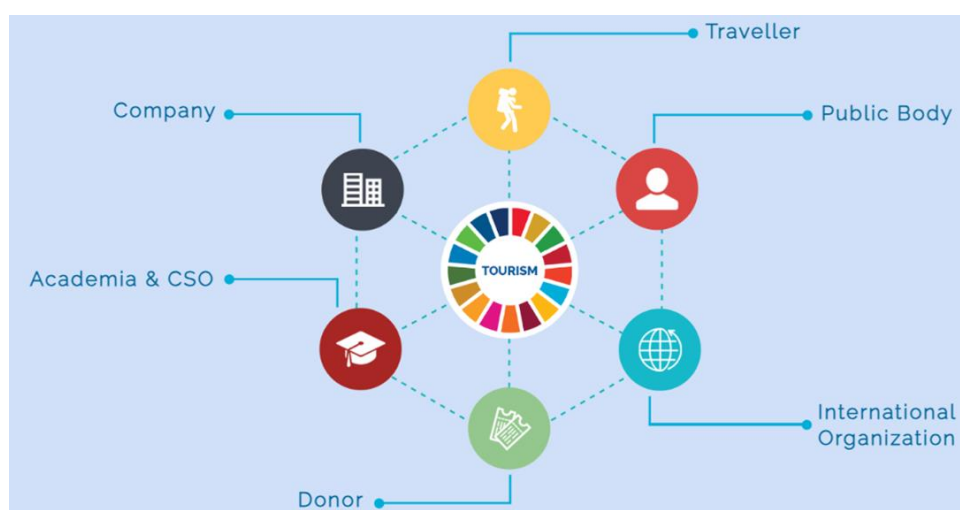 Traveller
Company
Public Body
TOURISM
Academia & CSO
International
Organization
Donor